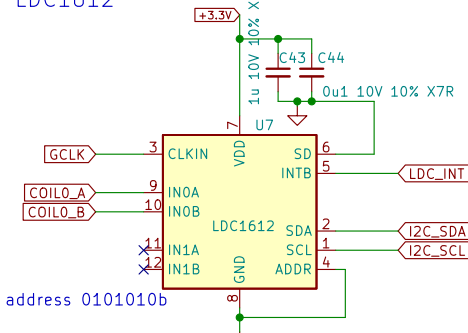 LDC1612
+3.3V
1u 10V 10% X
C43
C44
0u1 10V 10% X7R
7
U7
GCLK
3
CLKIN
VDD
SD
6
INTB
5
LDC_INT
COIL0_A
9
IN0A
COIL0_B
10
IN0B
LDC1612
SDA
2
I2C_SDA
11
IN1A
SCL
1
I2C_SCL
12
IN1B
GND
ADDR
4
8
address 0101010b